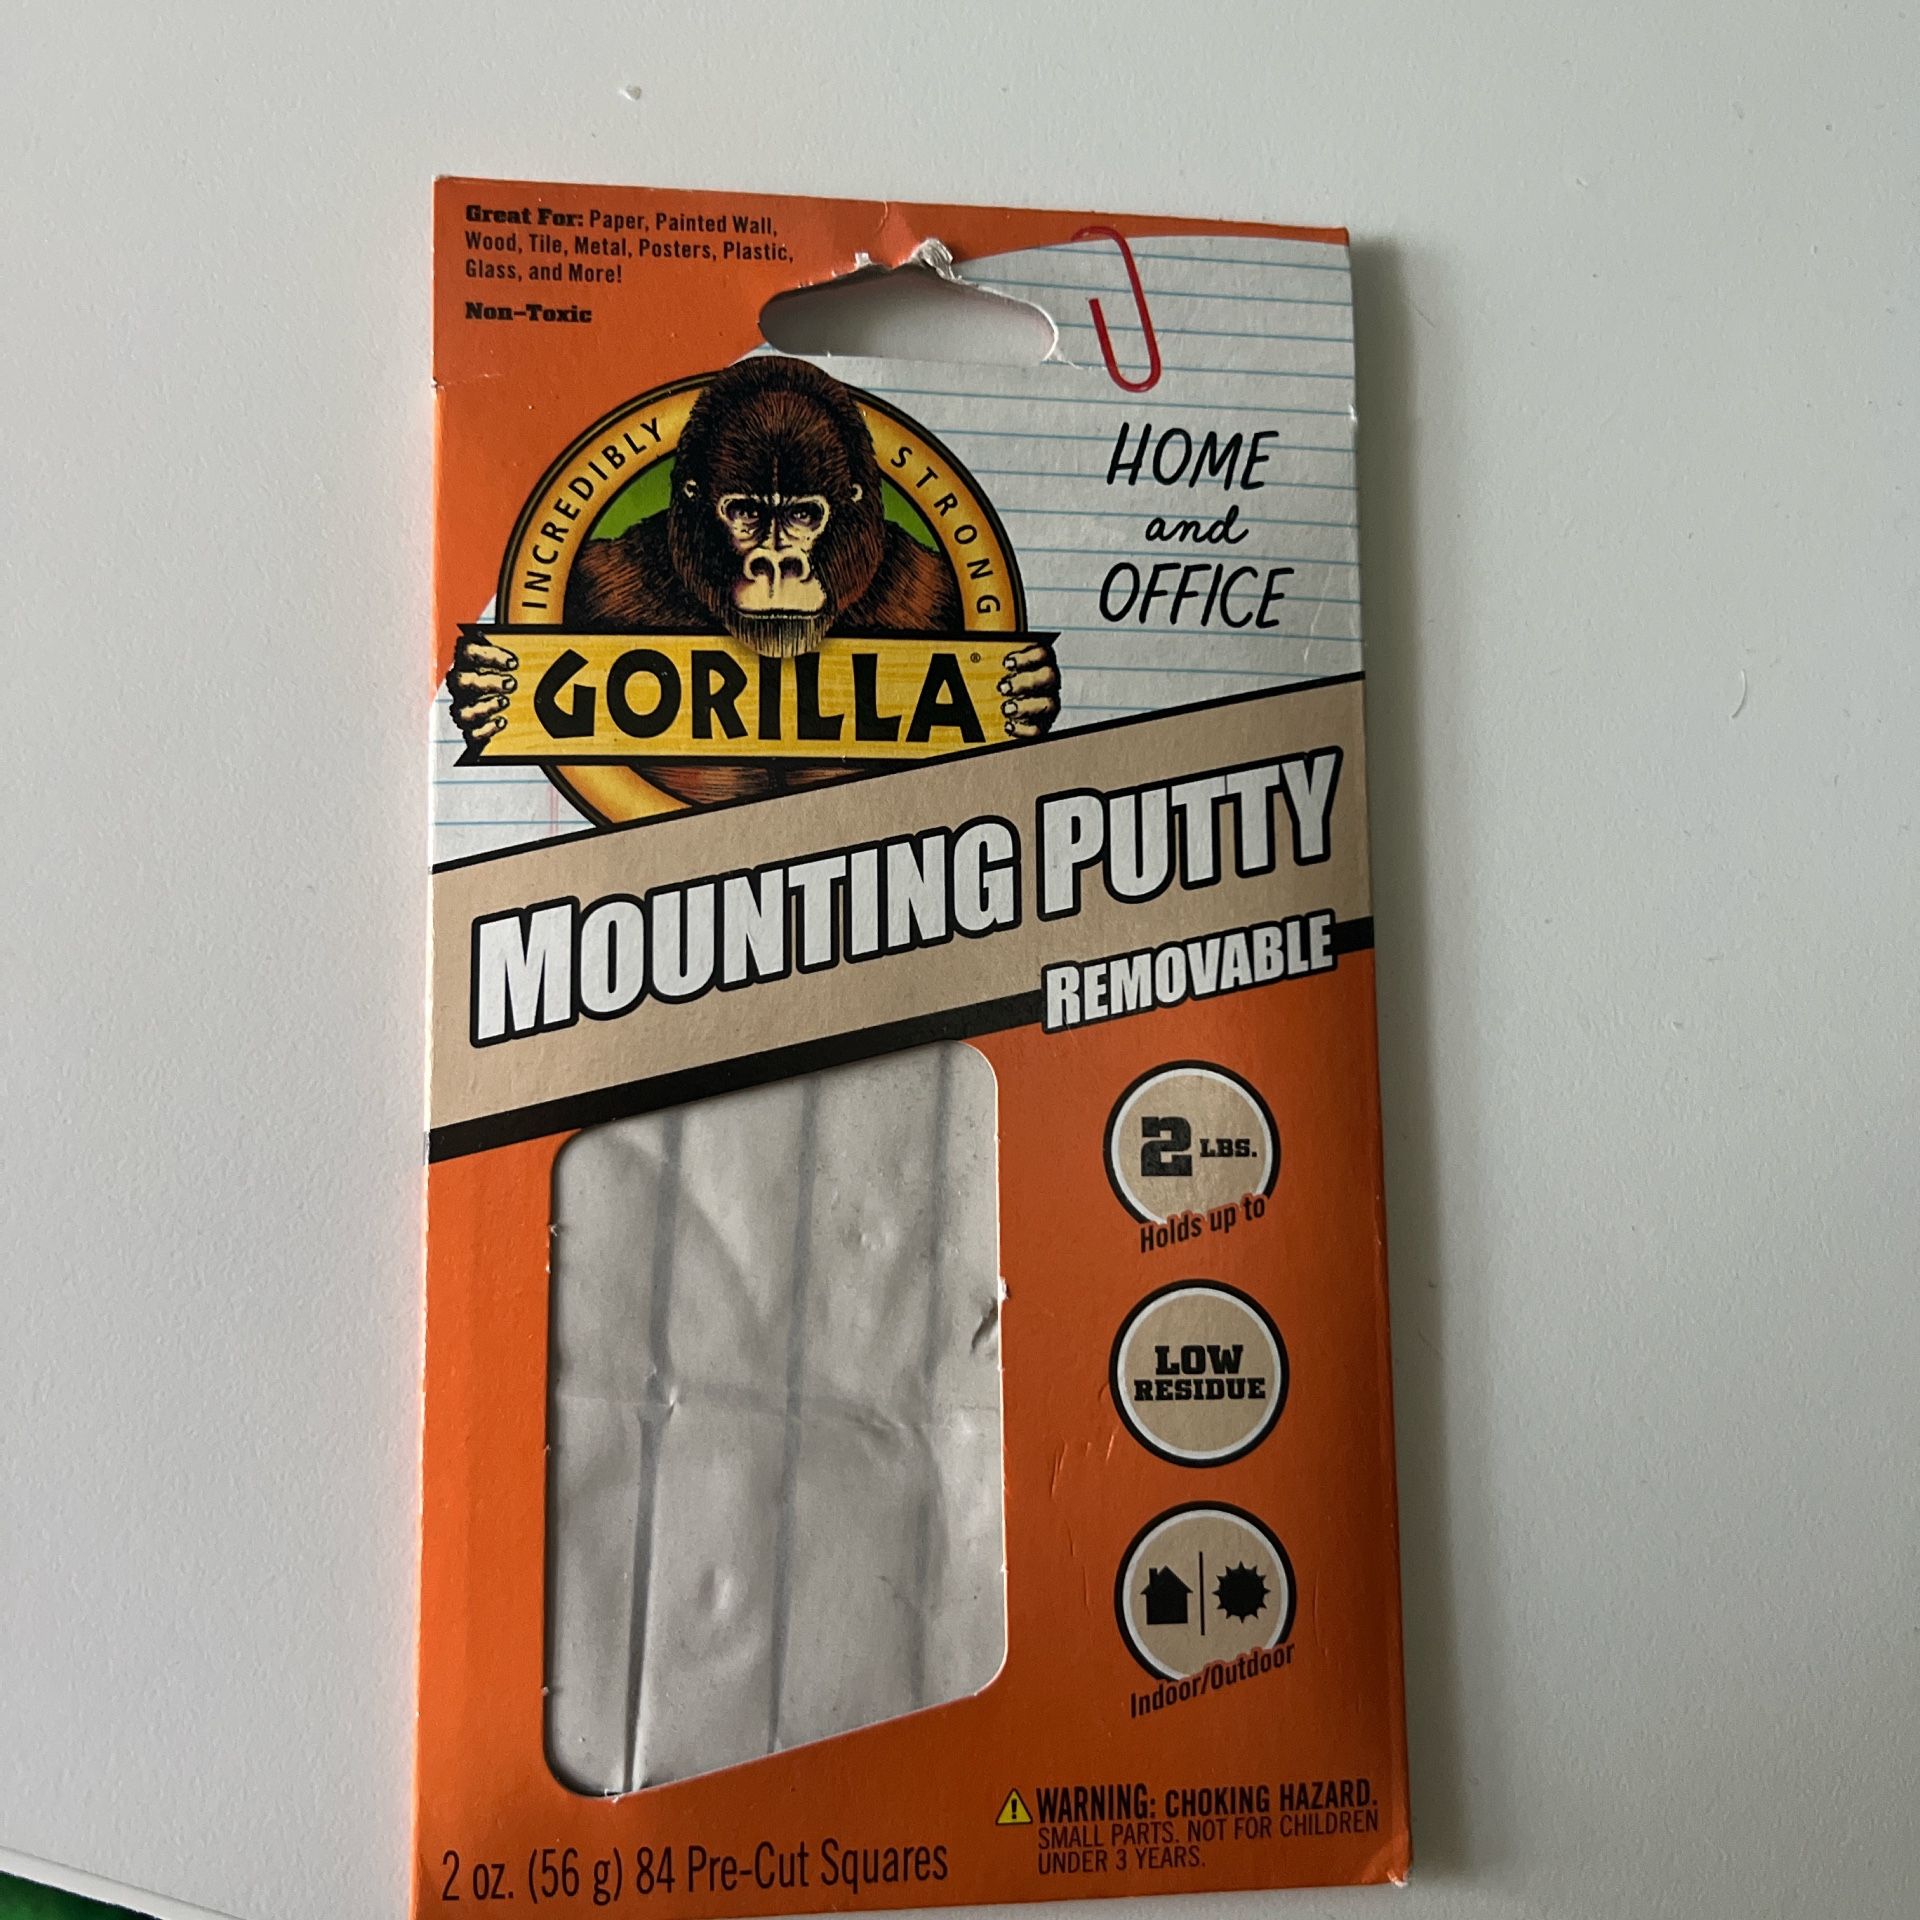 Great For: Paper, Painted Wall,
Wood, Tile, Metal, Posters, Plastic,
Glass, and More!
Non-Toxic
INCREDIBLY STRONG
GORILLA®
HOME
and
OFFICE
MOUNTING PUTTY
REMOVABLE
2 LBS.
Holds up to
LOW
RESIDUE
Indoor/Outdoor
WARNING: CHOKING HAZARD.
SMALL PARTS. NOT FOR CHILDREN
UNDER 3 YEARS.
2 oz. (56 g) 84 Pre-Cut Squares